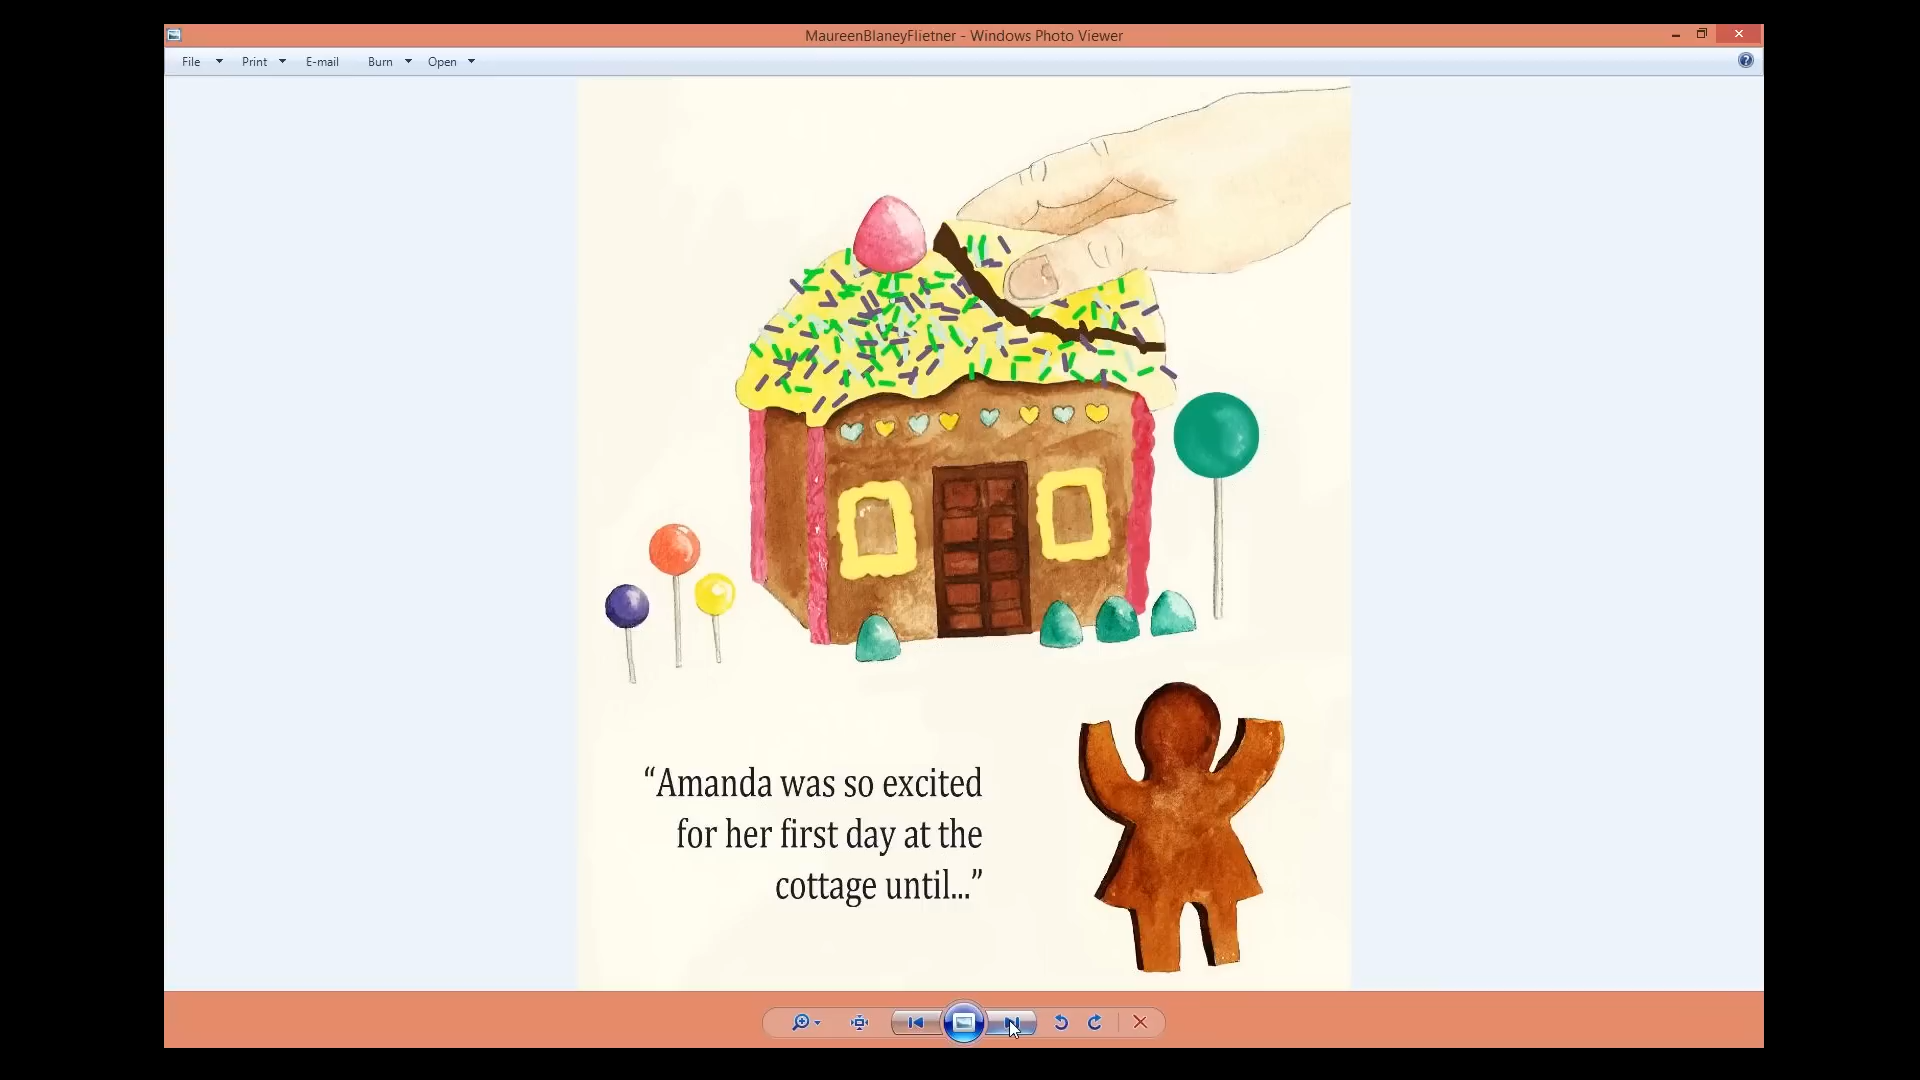 MaureenBlaneyFlietner - Windows Photo Viewer
File Print E-mail Burn Open
“Amanda was so excited
for her first day at the
cottage until...”